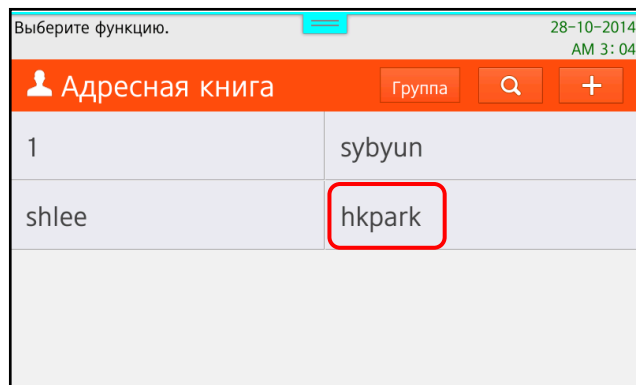 Выберите функцию.
28-10-2014
AM 3:04
Адресная книга
Группа
1
sybyun
shlee
hkpark